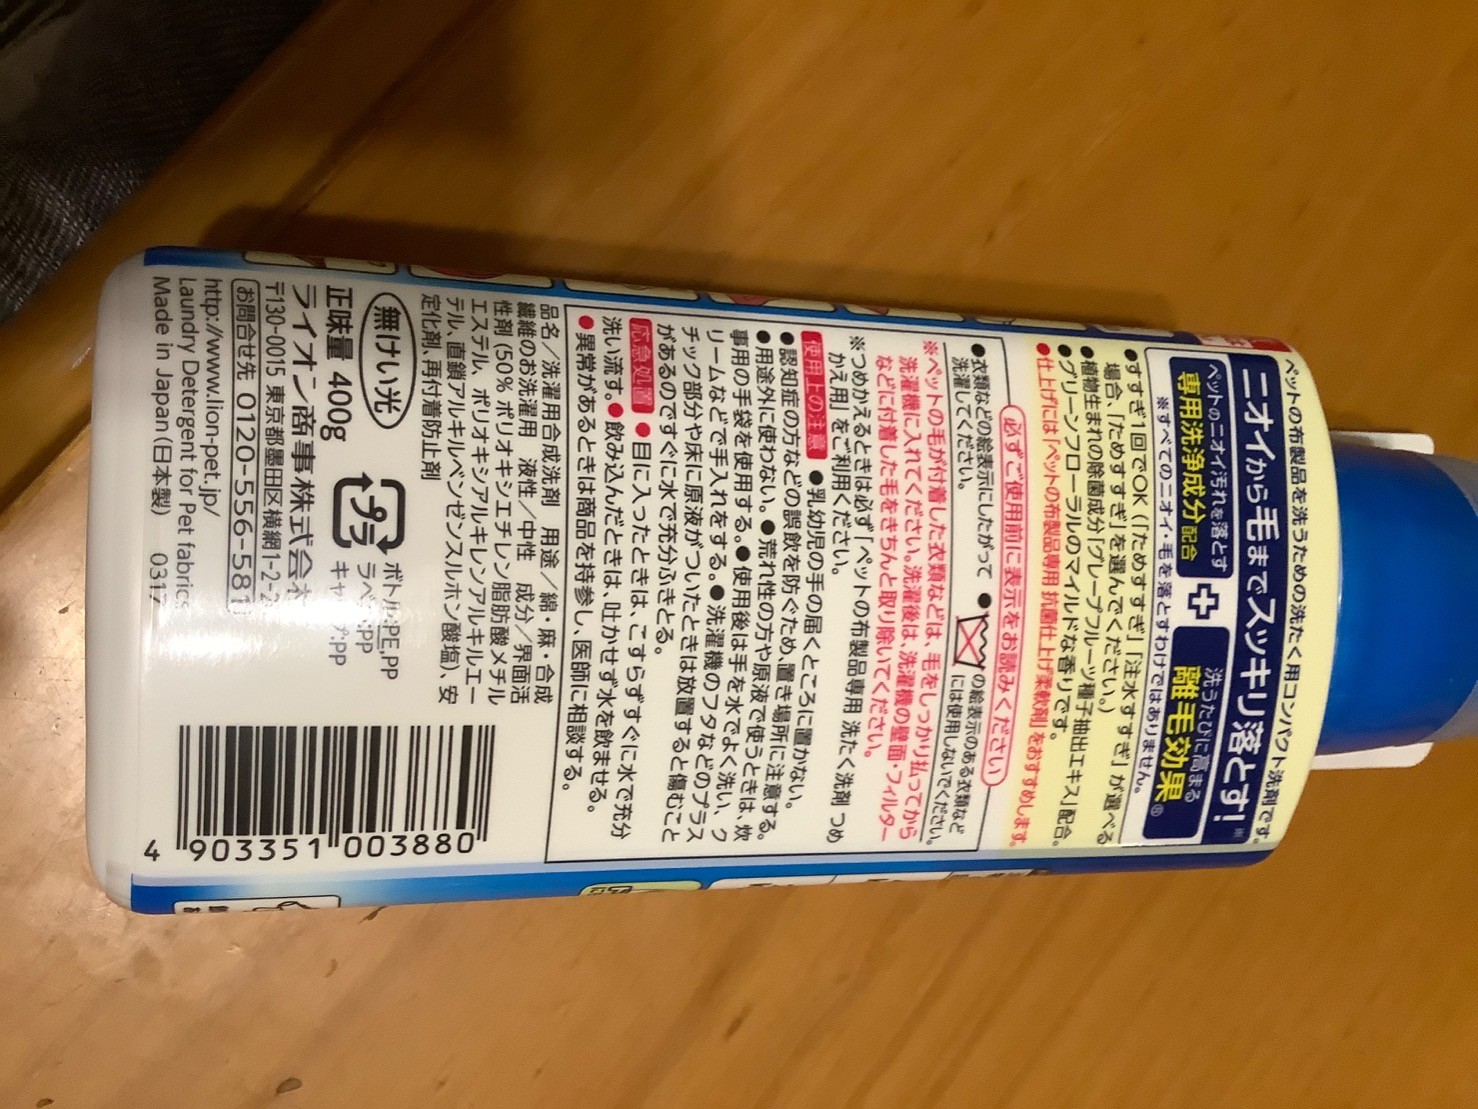 ペットの布製品を洗うための洗たく用コンパクト洗剤です。
ニオイから毛までスッキリ落とす!※
ペットのニオイ汚れを落とす
専用洗浄成分配合
+
洗うたびに高まる
離毛効果®
※すべてのニオイ・毛を落とすわけではありません。
●すすぎ1回でOK(「ためすすぎ」「注水すすぎ」が選べる
場合、「ためすすぎ」を選んでください。)
●植物生まれの除菌成分「グレープフルーツ種子抽出エキス」配合。
●グリーンフローラルのマイルドな香りです。
●仕上げには「ペットの布製品専用 抗菌仕上げ柔軟剤」をおすすめします。
必ずご使用前に表示をお読みください
●衣類などの絵表示にしたがって
洗濯してください。
●の絵表示のある衣類など
には使用しないでください。
※ペットの毛が付着した衣類などは、毛をしっかり払ってから
洗濯機に入れてください。洗濯後は、洗濯機の壁面・フィルター
などに付着した毛をきちんと取り除いてください。
※つめかえるときは必ず「ペットの布製品専用 洗たく洗剤 つめ
かえ用」をご利用ください。
使用上の注意 ●乳幼児の手の届くところに置かない。
●認知症の方などの誤飲を防ぐため、置き場所に注意する。
●用途外に使わない。●荒れ性の方や原液で使うときは、炊
事用の手袋を使用する。●使用後は手を水でよく洗い、ク
リームなどで手入れをする。●洗濯機のフタなどのプラス
チック部分や床に原液がついたときは放置すると傷むこと
があるのですぐに水で充分ふきとる。
応急処置 ●目に入ったときは、こすらずすぐに水で充分
洗い流す。●飲み込んだときは、吐かせず水を飲ませる。
●異常があるときは商品を持参し、医師に相談する。
品名/洗濯用合成洗剤 用途/綿・麻・合成
繊維のお洗濯用 液性/中性 成分/界面活
性剤(50% ポリオキシエチレン脂肪酸メチル
エステル、ポリオキシアルキレンアルキルエー
テル、直鎖アルキルベンゼンスルホン酸塩)、安
定化剤、再付着防止剤
無けい光
プラ
ボトル:PE,PP
ラベル:PP
キャップ:PP
正味量 400g
ライオン商事株式会社
〒130-0015 東京都墨田区横網1-2-2
お問合せ先 0120-5556-581
http://www.lion-pet.jp/
Laundry Detergent for Pet fabrics
Made in Japan(日本製) 0317
4 903351 003880